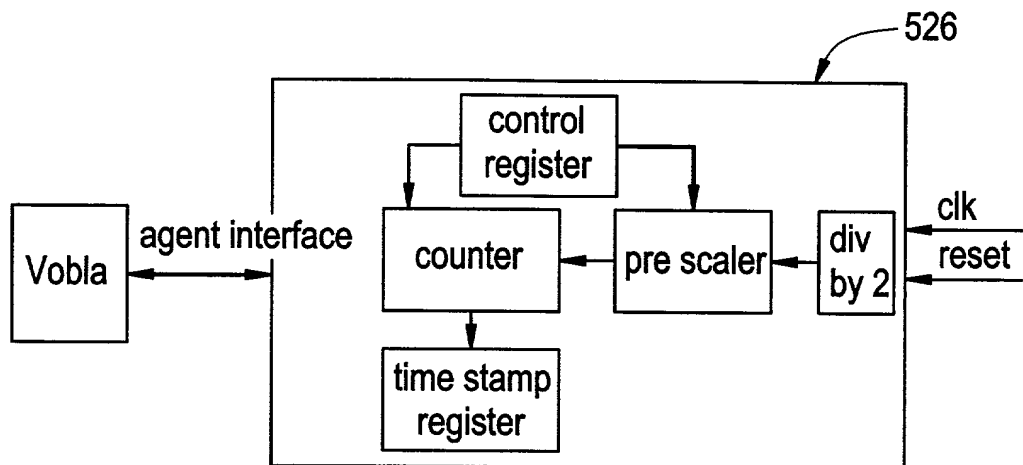 526
control
register
clk
div
by 2
reset
agent interface
counter
pre scaler
Vobla
time stamp
register